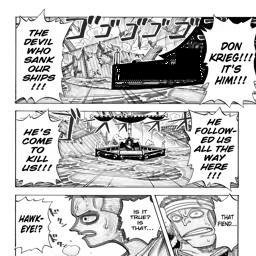 ゴゴゴゴゴ
DON
KRIEG!!!
IT'S
HIM!!!
THE
DEVIL
WHO
SANK
OUR
SHIPS
!!!
HE
FOLLOW-
ED US
ALL THE
WAY
HERE
!!!
HE'S
COME
TO
KILL
US!!!
THAT
FIEND...
IS IT
TRUE?
IS
THAT...
HAWK-
EYE!?